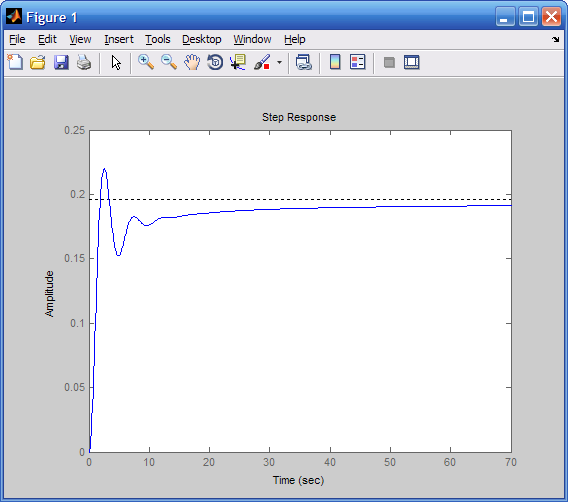 Figure 1
File Edit View Insert Tools Desktop Window Help
Step Response
0.25
0.2
0.15
0.1
0.05
0
Amplitude
0 10 20 30 40 50 60 70
Time (sec)